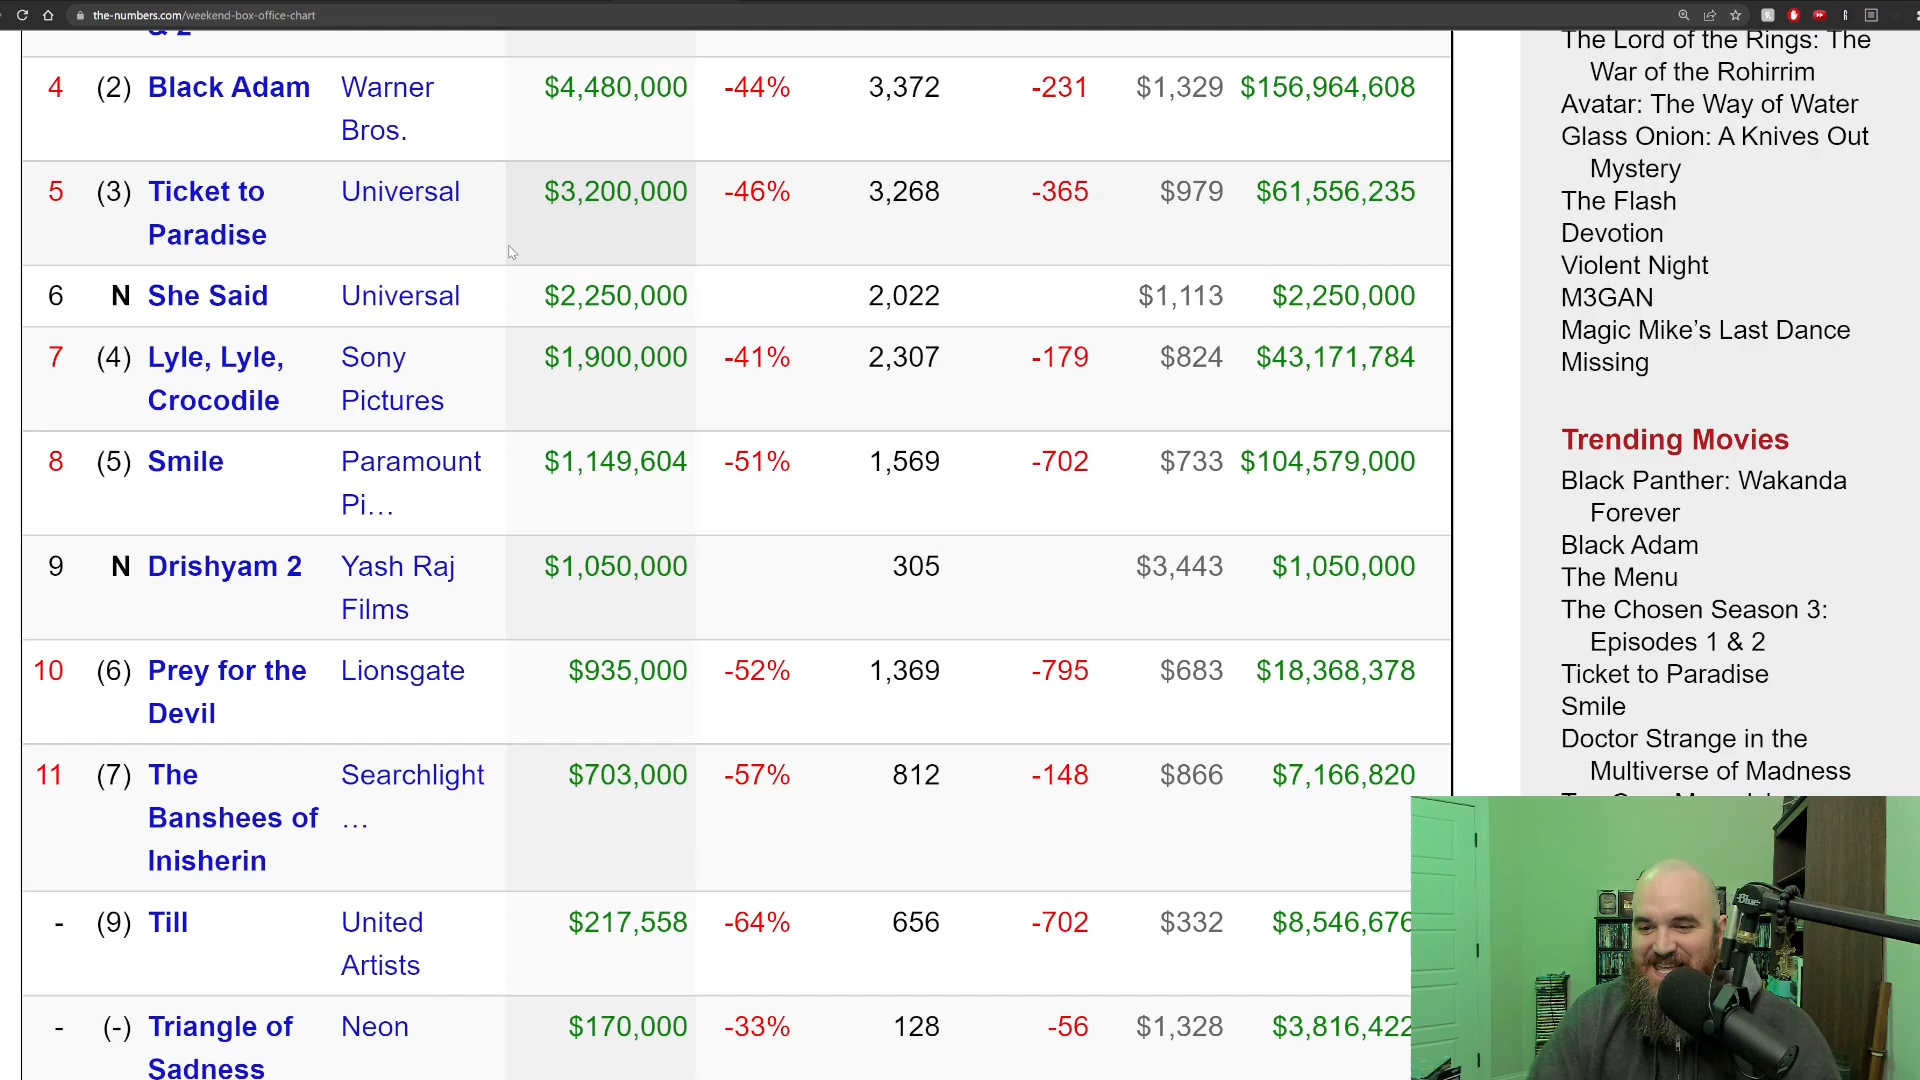 the-numbers.com/weekend-box-office-chart
& 2
4 (2) Black Adam Warner $4,480,000 -44% 3,372 -231 $1,329 $156,964,608
Bros.
5 (3) Ticket to Universal $3,200,000 -46% 3,268 -365 $979 $61,556,235
Paradise
6 N She Said Universal $2,250,000 2,022 $1,113 $2,250,000
7 (4) Lyle, Lyle, Sony $1,900,000 -41% 2,307 -179 $824 $43,171,784
Crocodile Pictures
8 (5) Smile Paramount $1,149,604 -51% 1,569 -702 $733 $104,579,000
Pi…
9 N Drishyam 2 Yash Raj $1,050,000 305 $3,443 $1,050,000
Films
10 (6) Prey for the Lionsgate $935,000 -52% 1,369 -795 $683 $18,368,378
Devil
11 (7) The Searchlight $703,000 -57% 812 -148 $866 $7,166,820
Banshees of …
Inisherin
- (9) Till United $217,558 -64% 656 -702 $332 $8,546,676
Artists
- (-) Triangle of Neon $170,000 -33% 128 -56 $1,328 $3,816,422
Sadness
The Lord of the Rings: The
War of the Rohirrim
Avatar: The Way of Water
Glass Onion: A Knives Out
Mystery
The Flash
Devotion
Violent Night
M3GAN
Magic Mike’s Last Dance
Missing
Trending Movies
Black Panther: Wakanda
Forever
Black Adam
The Menu
The Chosen Season 3:
Episodes 1 & 2
Ticket to Paradise
Smile
Doctor Strange in the
Multiverse of Madness
Blue